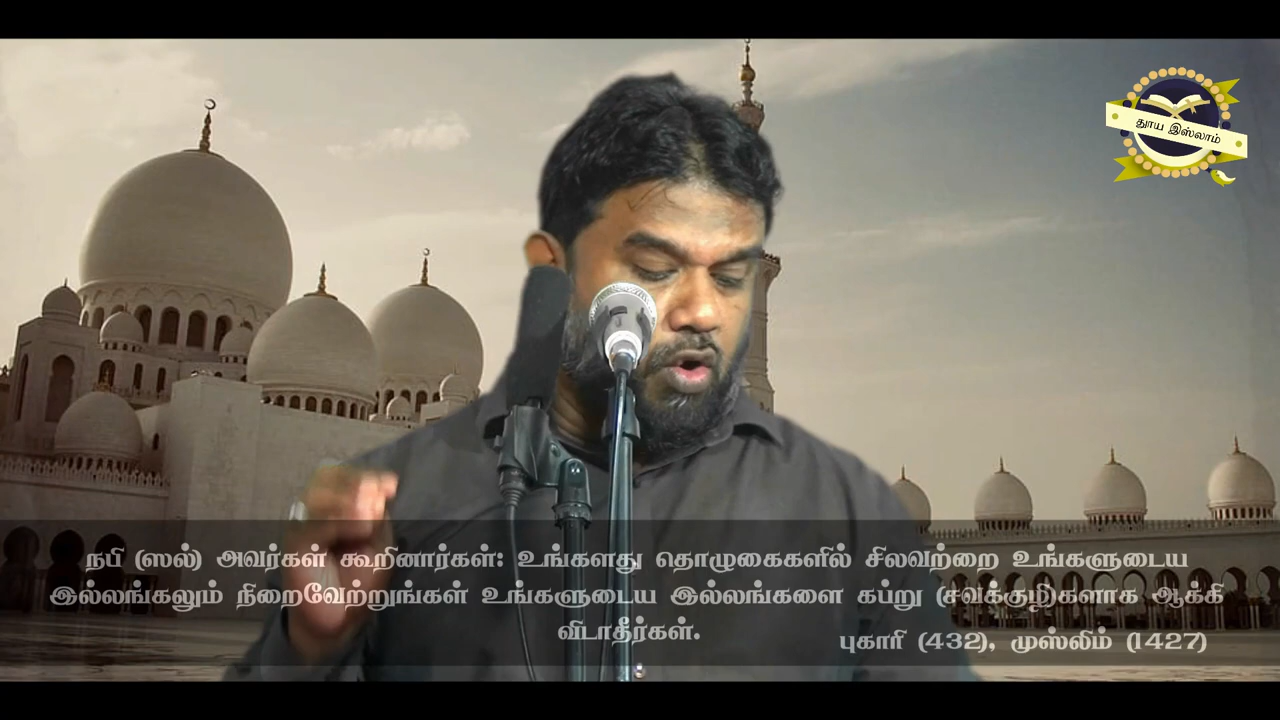 தூய இஸ்லாம்
நபி (ஸல்) அவர்கள் கூறினார்கள்: உங்களது தொழுகைகளில் சிலவற்றை உங்களுடைய
இல்லங்கலும் நிறைவேற்றுங்கள் உங்களுடைய இல்லங்களை கப்று (சவக்குழி)களாக ஆக்கி
விடாதீர்கள்.
புகாரி (432), முஸ்லிம் (1427)